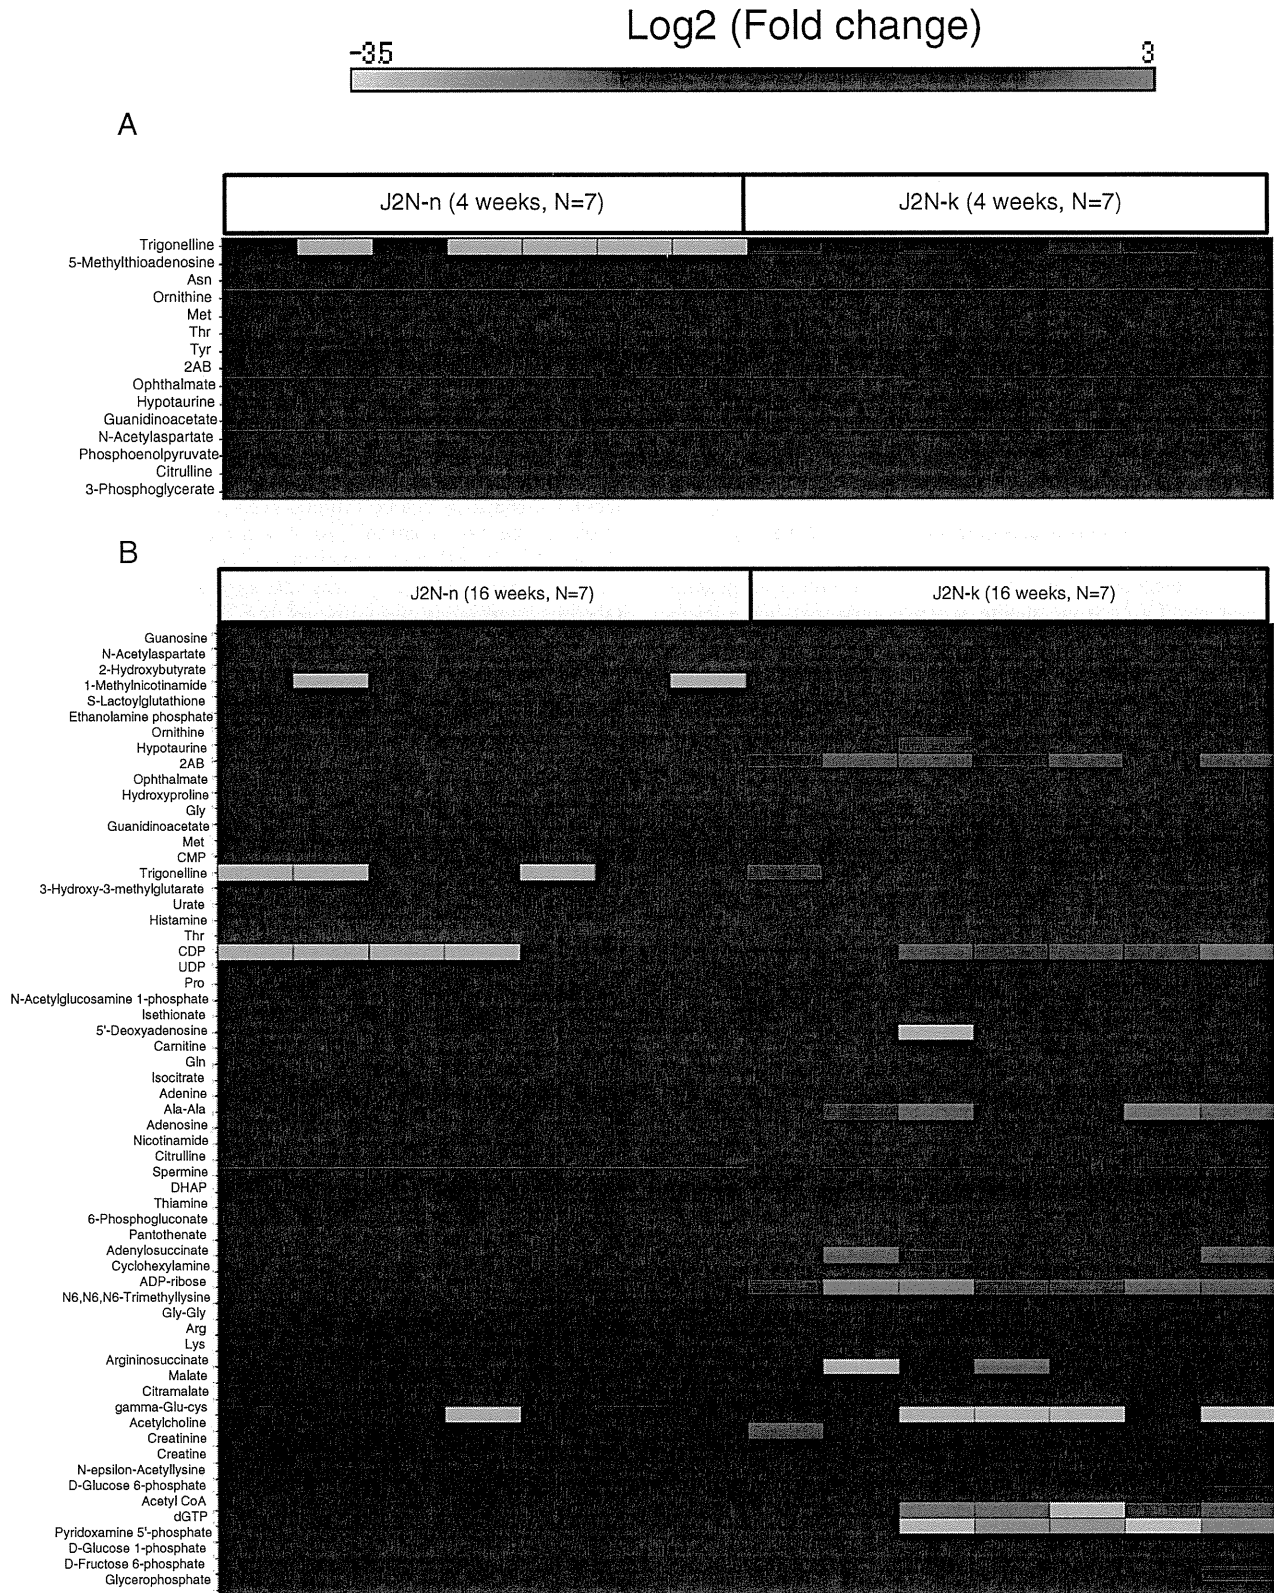 Log2 (Fold change)
-3.5 3
A
J2N-n (4 weeks, N=7) J2N-k (4 weeks, N=7)
Trigonelline
5-Methylthioadenosine
Asn
Ornithine
Met
Thr
Tyr
2AB
Ophthalmate
Hypotaurine
Guanidinoacetate
N-Acetylaspartate
Phosphoenolpyruvate
Citrulline
3-Phosphoglycerate
B
J2N-n (16 weeks, N=7) J2N-k (16 weeks, N=7)
Guanosine
N-Acetylaspartate
2-Hydroxybutyrate
1-Methylnicotinamide
S-Lactoylglutathione
Ethanolamine phosphate
Ornithine
Hypotaurine
2AB
Ophthalmate
Hydroxyproline
Gly
Guanidinoacetate
Met
CMP
Trigonelline
3-Hydroxy-3-methylglutarate
Urate
Histamine
Thr
CDP
UDP
Pro
N-Acetylglucosamine 1-phosphate
Isethionate
5'-Deoxyadenosine
Carnitine
Gln
Isocitrate
Adenine
Ala-Ala
Adenosine
Nicotinamide
Citrulline
Spermine
DHAP
Thiamine
6-Phosphogluconate
Pantothenate
Adenylosuccinate
Cyclohexylamine
ADP-ribose
N6,N6,N6-Trimethyllysine
Gly-Gly
Arg
Lys
Argininosuccinate
Malate
Citramalate
gamma-Glu-cys
Acetylcholine
Creatinine
Creatine
N-epsilon-Acetyllysine
D-Glucose 6-phosphate
Acetyl CoA
dGTP
Pyridoxamine 5'-phosphate
D-Glucose 1-phosphate
D-Fructose 6-phosphate
Glycerophosphate